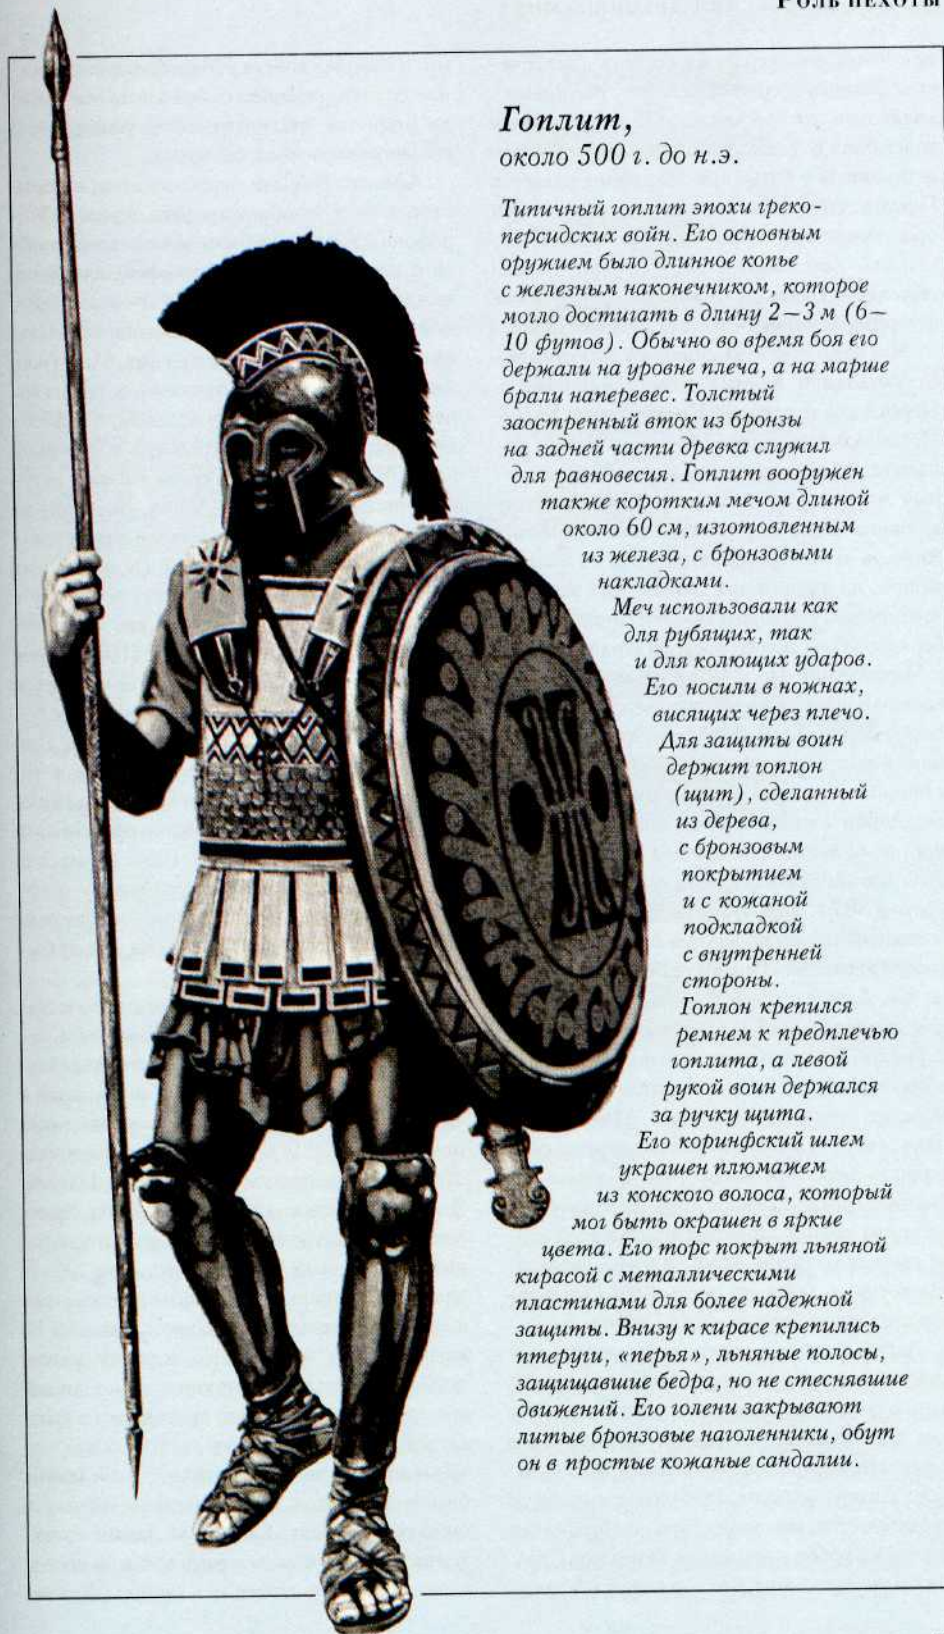 Роль пехоты
Гоплит,
около 500 г. до н.э.
Типичный гоплит эпохи греко-
персидских войн. Его основным
оружием было длинное копье
с железным наконечником, которое
могло достигать в длину 2—3 м (6—
10 футов). Обычно во время боя его
держали на уровне плеча, а на марше
брали наперевес. Толстый
заостренный вток из бронзы
на задней части древка служил
для равновесия. Гоплит вооружен
также коротким мечом длиной
около 60 см, изготовленным
из железа, с бронзовыми
накладками.
Меч использовали как
для рубящих, так
и для колющих ударов.
Его носили в ножнах,
висящих через плечо.
Для защиты воин
держит гоплон
(щит), сделанный
из дерева,
с бронзовым
покрытием
и с кожаной
подкладкой
с внутренней
стороны.
Гоплон крепился
ремнем к предплечью
гоплита, а левой
рукой воин держался
за ручку щита.
Его коринфский шлем
украшен плюмажем
из конского волоса, который
мог быть окрашен в яркие
цвета. Его торс покрыт льняной
кирасой с металлическими
пластинами для более надежной
защиты. Внизу к кирасе крепились
птеруги, «перья», льняные полосы,
защищавшие бедра, но не стеснявшие
движений. Его голени закрывают
литые бронзовые наголенники, обут
он в простые кожаные сандалии.